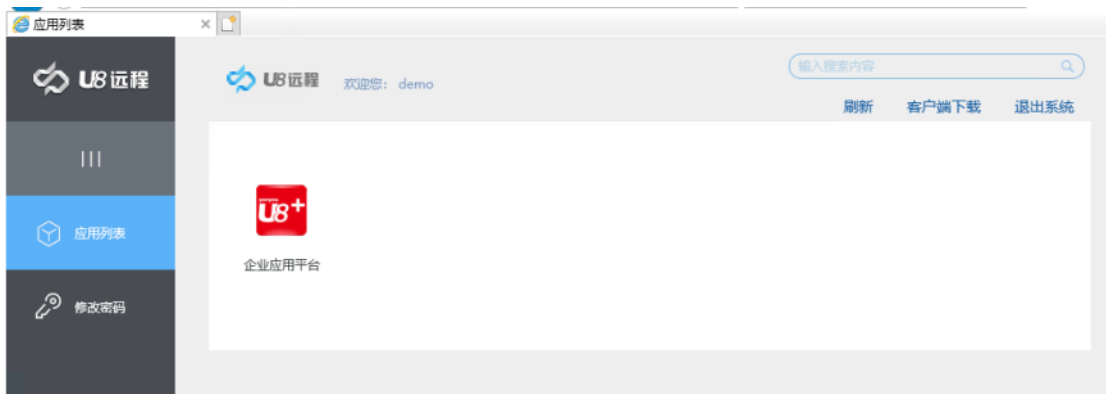 应用列表
U8远程
U8远程
欢迎您： demo
输入搜索内容
刷新
客户端下载
退出系统
应用列表
U8+
企业应用平台
修改密码